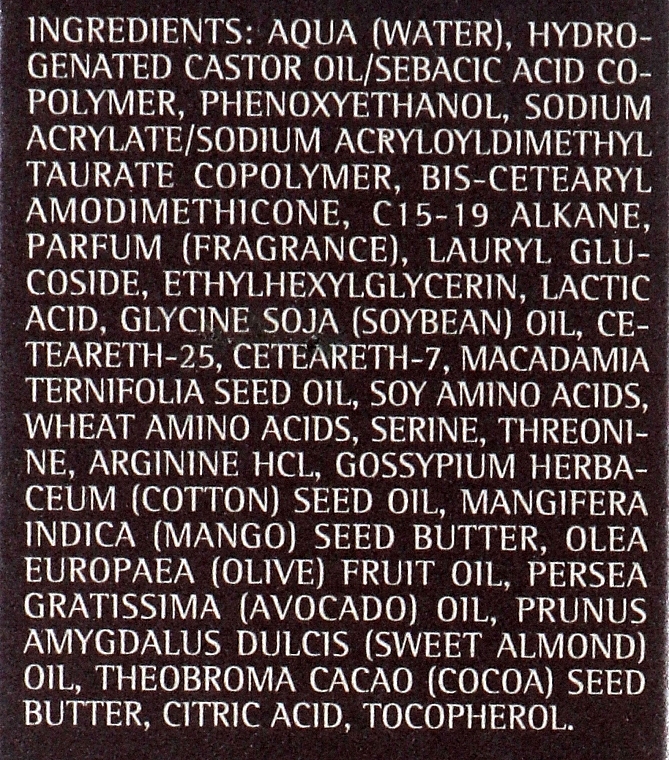 INGREDIENTS: AQUA (WATER), HYDRO-
GENATED CASTOR OIL/SEBACIC ACID CO-
POLYMER, PHENOXYETHANOL, SODIUM
ACRYLATE/SODIUM ACRYLOYLDIMETHYL
TAURATE COPOLYMER, BIS-CETEARYL
AMODIMETHICONE, C15-19 ALKANE,
PARFUM (FRAGRANCE), LAURYL GLU-
COSIDE, ETHYLHEXYLGLYCERIN, LACTIC
ACID, GLYCINE SOJA (SOYBEAN) OIL, CE-
TEARETH-25, CETEARETH-7, MACADAMIA
TERNIFOLIA SEED OIL, SOY AMINO ACIDS,
WHEAT AMINO ACIDS, SERINE, THREONI-
NE, ARGININE HCL, GOSSYPIUM HERBA-
CEUM (COTTON) SEED OIL, MANGIFERA
INDICA (MANGO) SEED BUTTER, OLEA
EUROPAEA (OLIVE) FRUIT OIL, PERSEA
GRATISSIMA (AVOCADO) OIL, PRUNUS
AMYGDALUS DULCIS (SWEET ALMOND)
OIL, THEOBROMA CACAO (COCOA) SEED
BUTTER, CITRIC ACID, TOCOPHEROL.